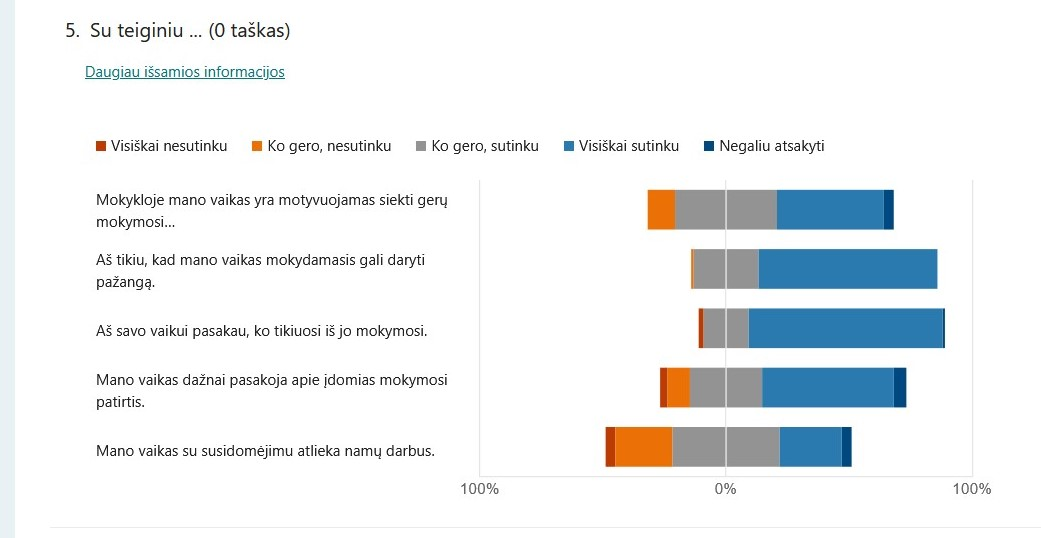 5. Su teiginiu ... (0 taškas)
Daugiau išsamios informacijos
Visiškai nesutinku Ko gero, nesutinku Ko gero, sutinku Visiškai sutinku Negaliu atsakyti
Mokykloje mano vaikas yra motyvuojamas siekti gerų
mokymosi...
Aš tikiu, kad mano vaikas mokydamasis gali daryti
pažangą.
Aš savo vaikui pasakau, ko tikiuosi iš jo mokymosi.
Mano vaikas dažnai pasakoja apie įdomias mokymosi
patirtis.
Mano vaikas su susidomėjimu atlieka namų darbus.
100% 0% 100%